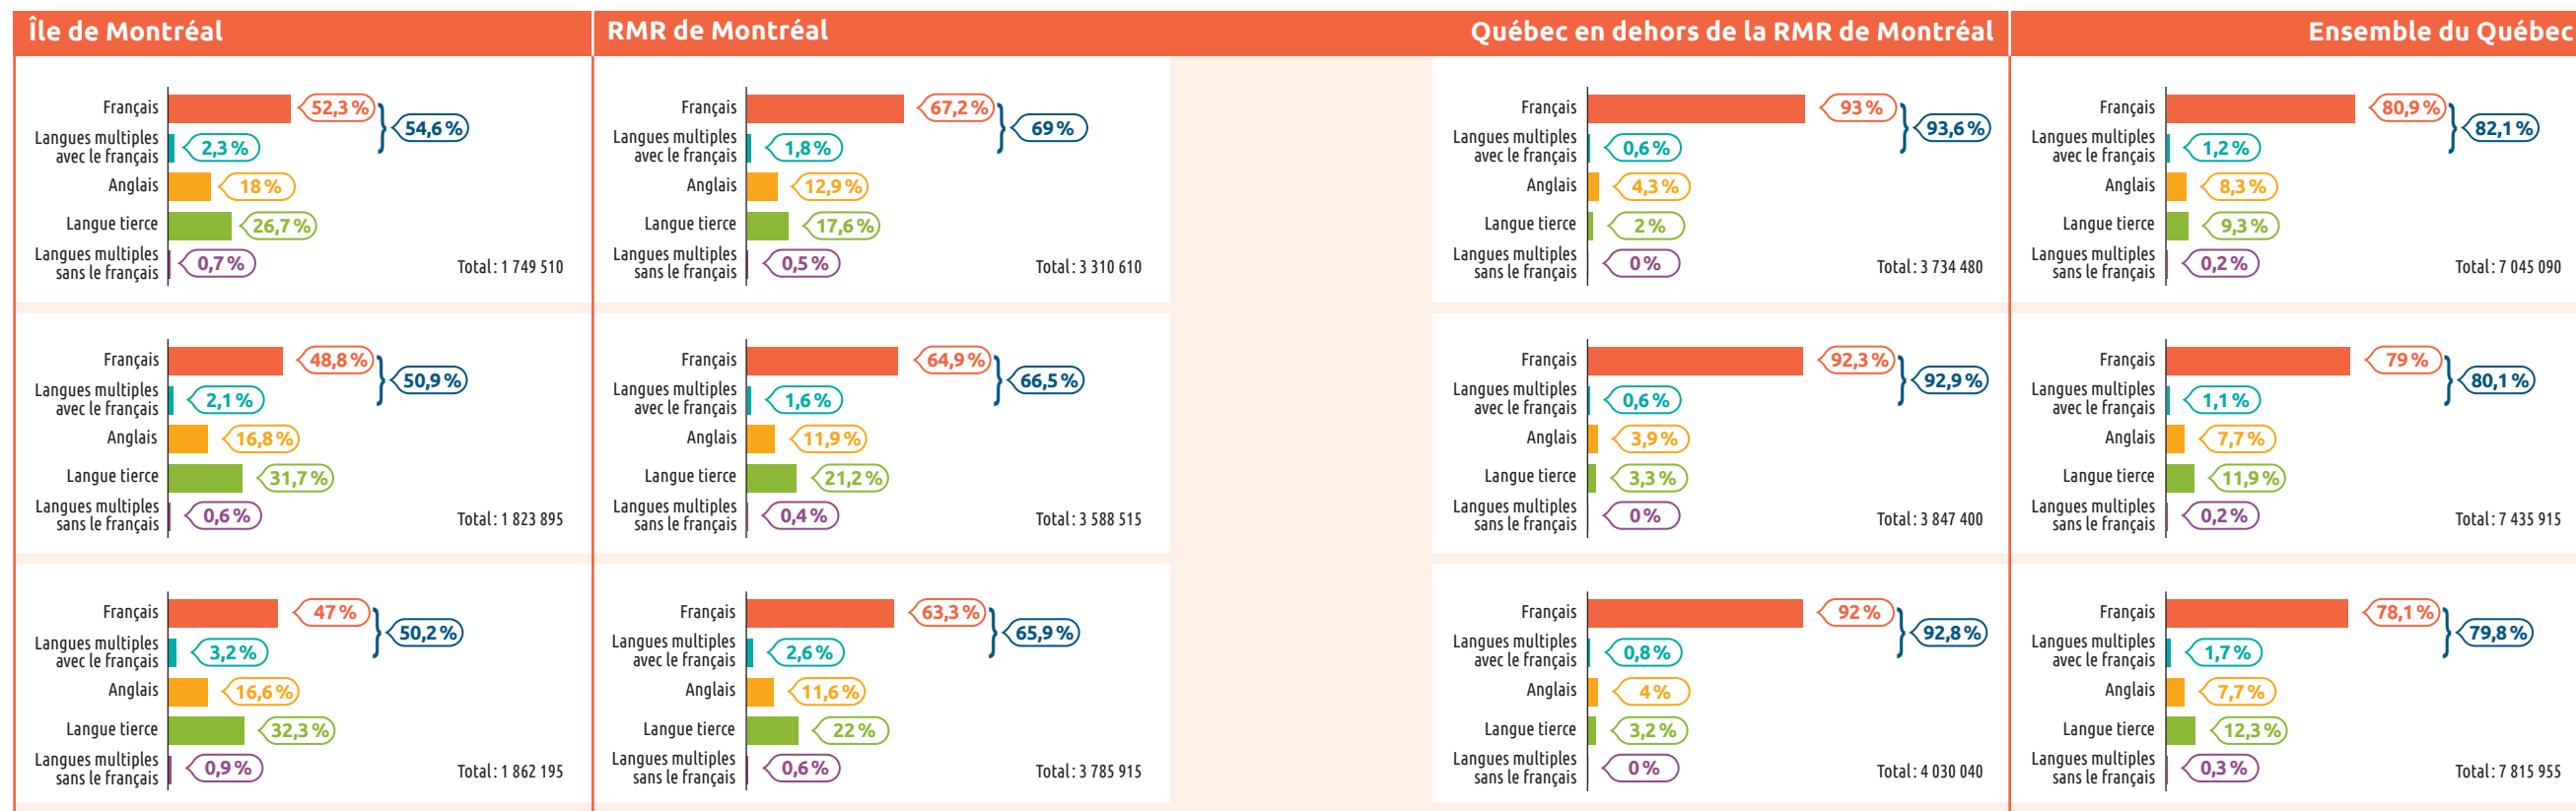 Île de Montréal
RMR de Montréal
Québec en dehors de la RMR de Montréal
Ensemble du Québec
Français
52,3 %
54,6 %
Langues multiples
avec le français
2,3 %
Anglais
18 %
Langue tierce
26,7 %
Langues multiples
sans le français
0,7 %
Total : 1 749 510
Français
67,2 %
69 %
Langues multiples
avec le français
1,8 %
Anglais
12,9 %
Langue tierce
17,6 %
Langues multiples
sans le français
0,5 %
Total : 3 310 610
Français
93 %
93,6 %
Langues multiples
avec le français
0,6 %
Anglais
4,3 %
Langue tierce
2 %
Langues multiples
sans le français
0 %
Total : 3 734 480
Français
80,9 %
82,1 %
Langues multiples
avec le français
1,2 %
Anglais
8,3 %
Langue tierce
9,3 %
Langues multiples
sans le français
0,2 %
Total : 7 045 090
Français
48,8 %
50,9 %
Langues multiples
avec le français
2,1 %
Anglais
16,8 %
Langue tierce
31,7 %
Langues multiples
sans le français
0,6 %
Total : 1 823 895
Français
64,9 %
66,5 %
Langues multiples
avec le français
1,6 %
Anglais
11,9 %
Langue tierce
21,2 %
Langues multiples
sans le français
0,4 %
Total : 3 588 515
Français
92,3 %
92,9 %
Langues multiples
avec le français
0,6 %
Anglais
3,9 %
Langue tierce
3,3 %
Langues multiples
sans le français
0 %
Total : 3 847 400
Français
79 %
80,1 %
Langues multiples
avec le français
1,1 %
Anglais
7,7 %
Langue tierce
11,9 %
Langues multiples
sans le français
0,2 %
Total : 7 435 915
Français
47 %
50,2 %
Langues multiples
avec le français
3,2 %
Anglais
16,6 %
Langue tierce
32,3 %
Langues multiples
sans le français
0,9 %
Total : 1 862 195
Français
63,3 %
65,9 %
Langues multiples
avec le français
2,6 %
Anglais
11,6 %
Langue tierce
22 %
Langues multiples
sans le français
0,6 %
Total : 3 785 915
Français
92 %
92,8 %
Langues multiples
avec le français
0,8 %
Anglais
4 %
Langue tierce
3,2 %
Langues multiples
sans le français
0 %
Total : 4 030 040
Français
78,1 %
79,8 %
Langues multiples
avec le français
1,7 %
Anglais
7,7 %
Langue tierce
12,3 %
Langues multiples
sans le français
0,3 %
Total : 7 815 955